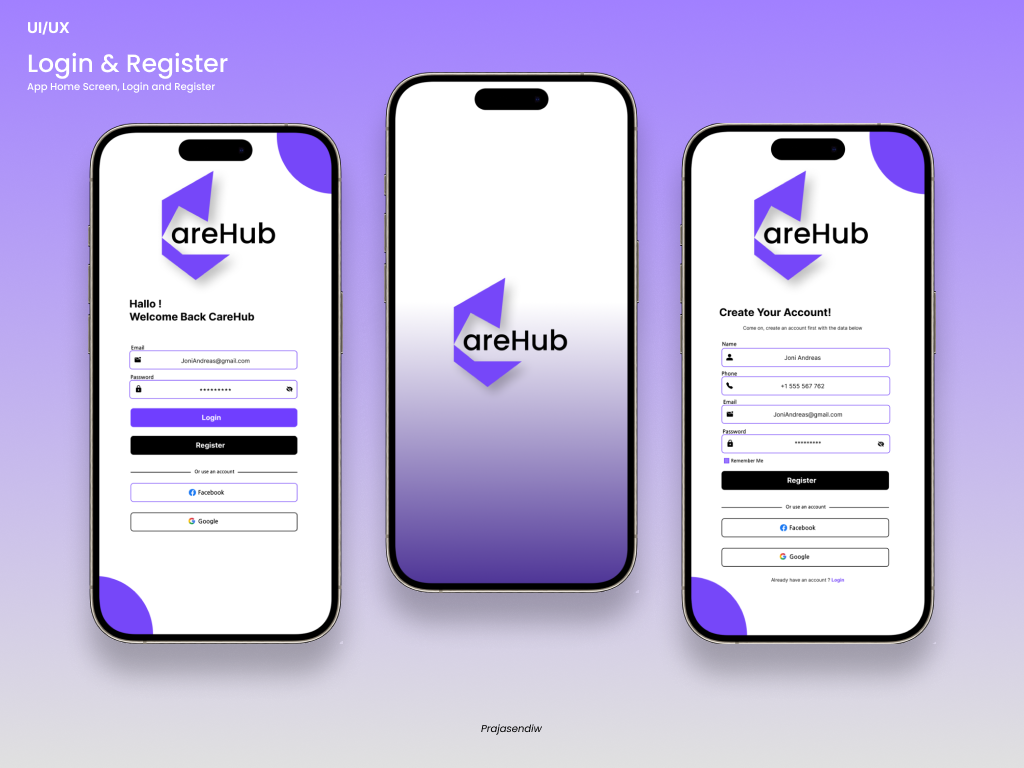 UI/UX
Login & Register
App Home Screen, Login and Register
areHub
Hallo !
Welcome Back CareHub
Email
JoniAndreas@gmail.com
Password
*********
Login
Register
Or use an account
Facebook
Google
areHub
areHub
Create Your Account!
Come on, create an account first with the data below
Name
Joni Andreas
Phone
+1 555 567 762
Email
JoniAndreas@gmail.com
Password
*********
Remember Me
Register
Or use an account
Facebook
Google
Already have an account ? Login
Prajasendiw